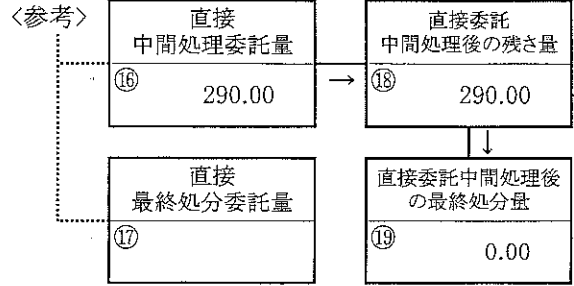 〈参考〉
直接
中間処理委託量
⑯
290.00
→
直接委託
中間処理後の残さ量
⑱
290.00
↓
直接
最終処分委託量
⑰
直接委託中間処理後
の最終処分量
⑲
0.00